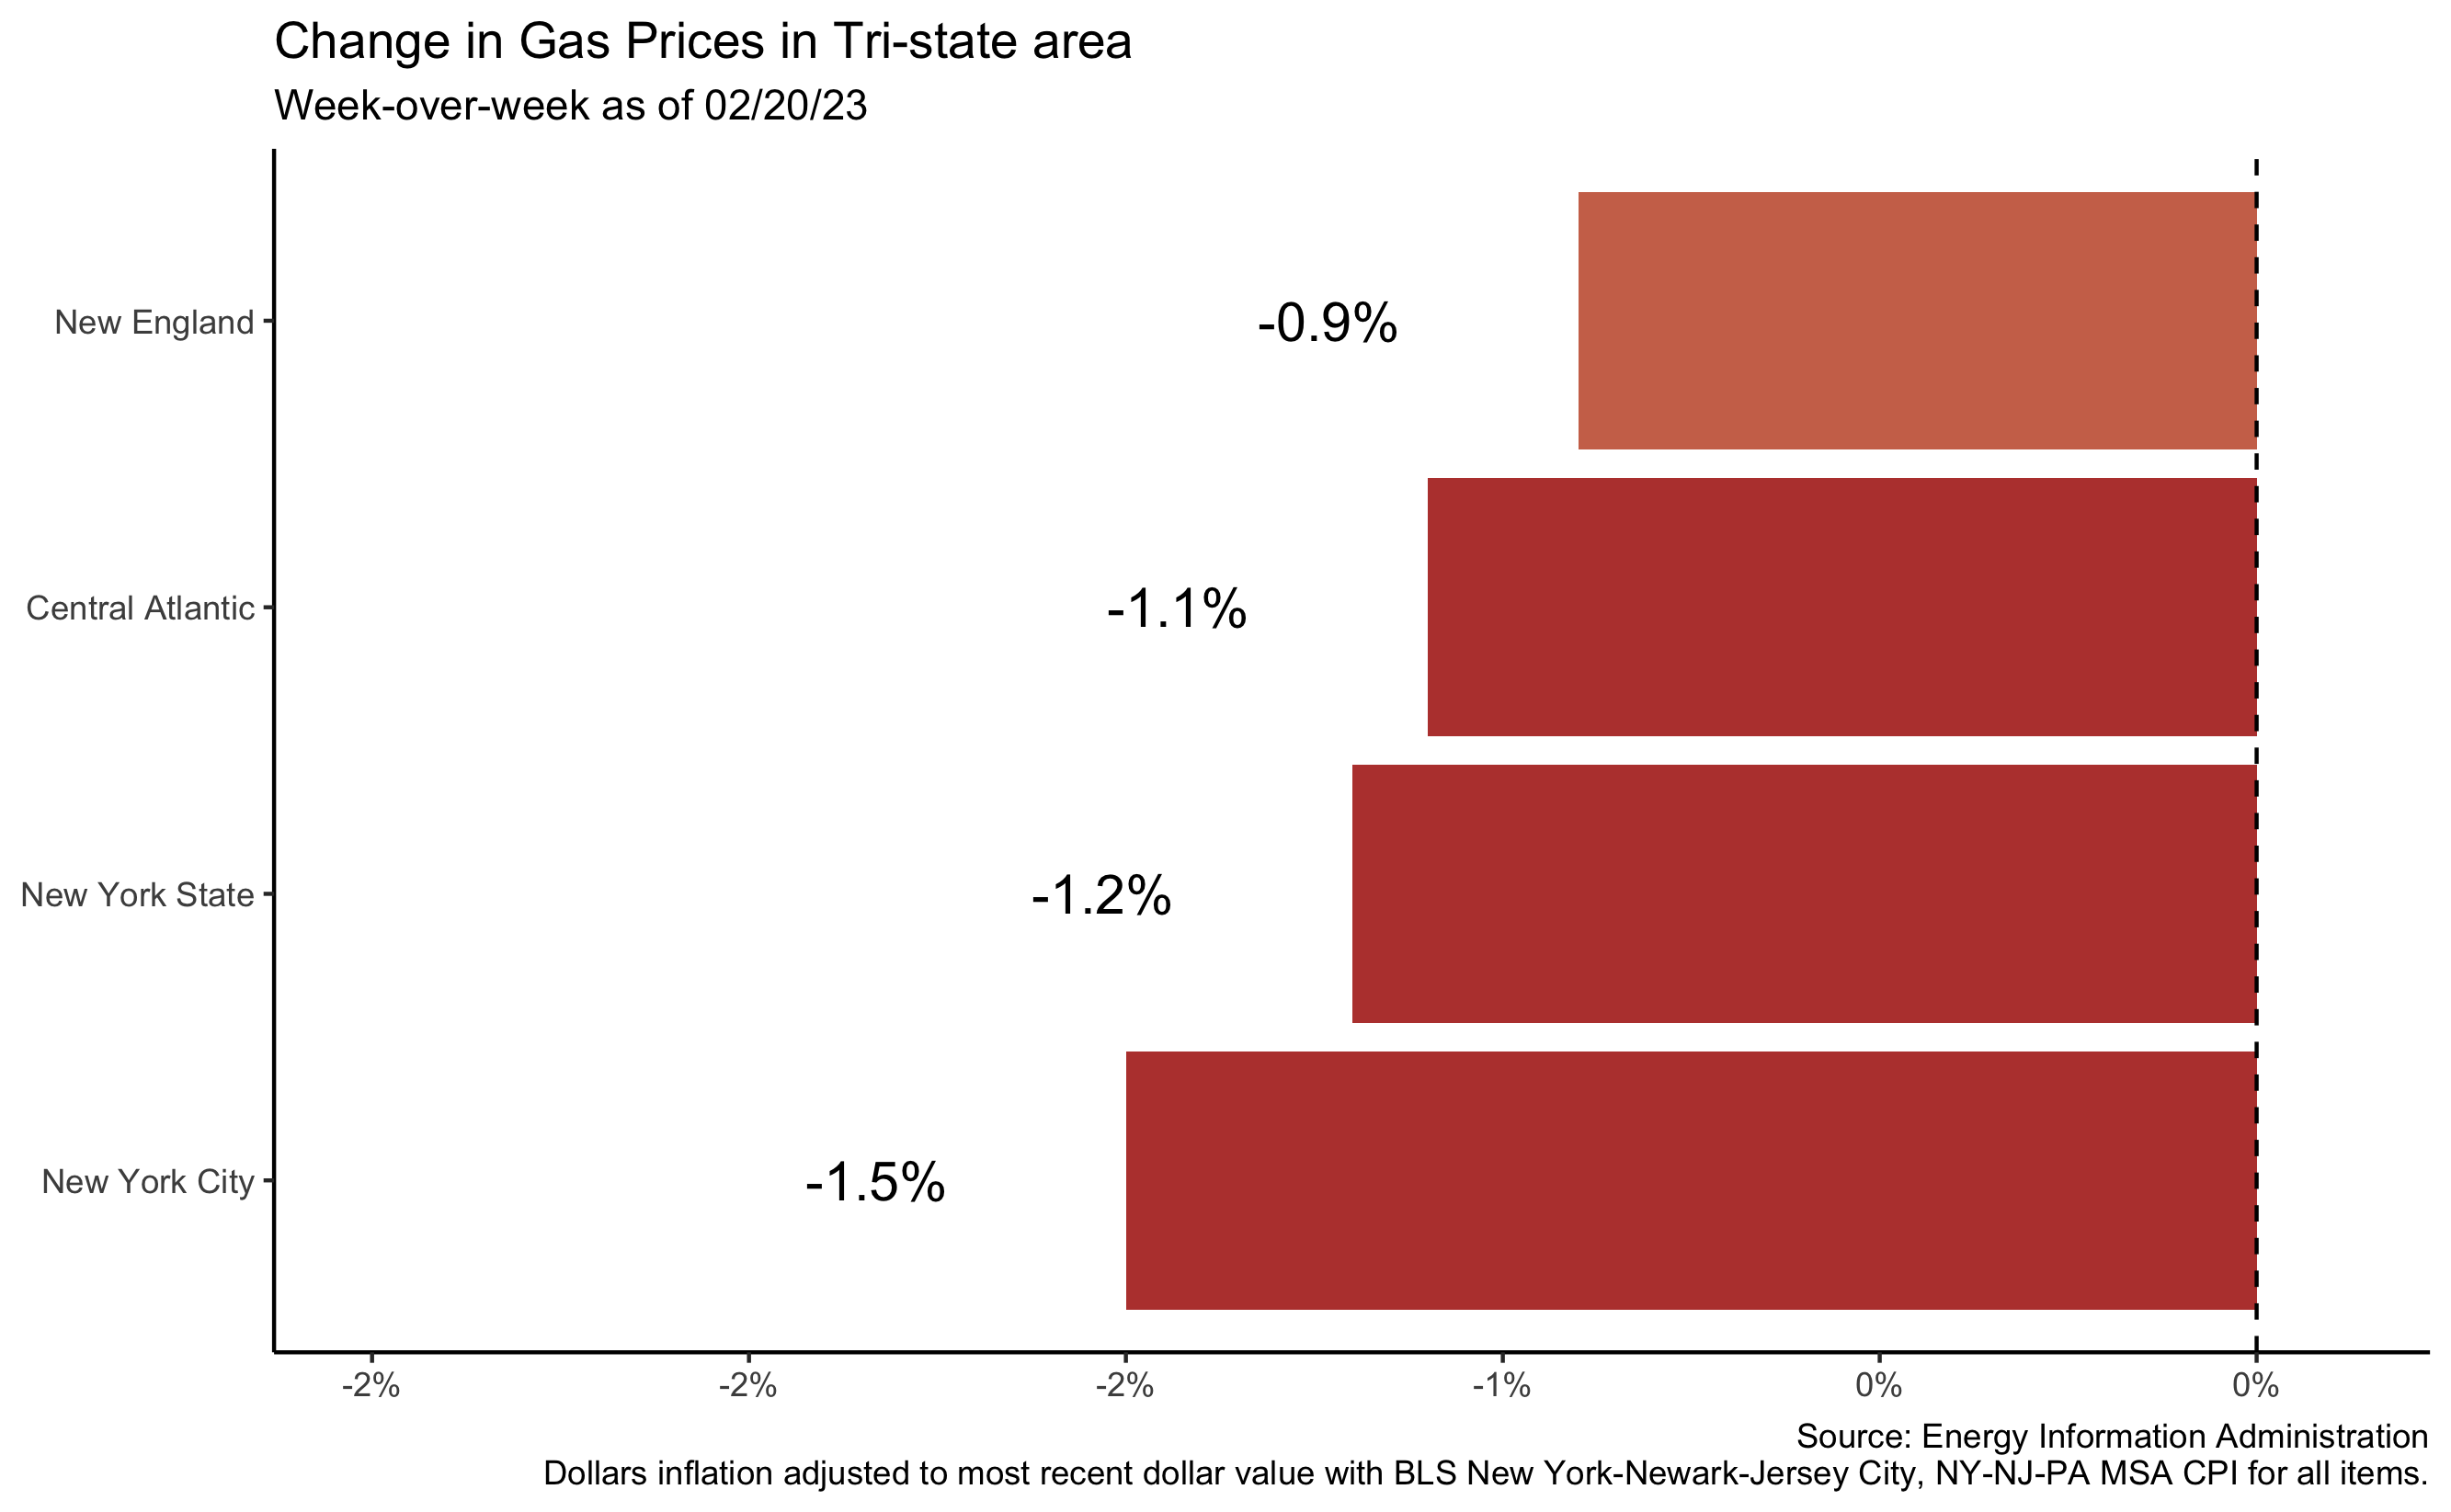 Change in Gas Prices in Tri-state area
Week-over-week as of 02/20/23
New England
-0.9%
Central Atlantic
-1.1%
New York State
-1.2%
New York City
-1.5%
-2% -2% -2% -1% 0% 0%
Source: Energy Information Administration
Dollars inflation adjusted to most recent dollar value with BLS New York-Newark-Jersey City, NY-NJ-PA MSA CPI for all items.